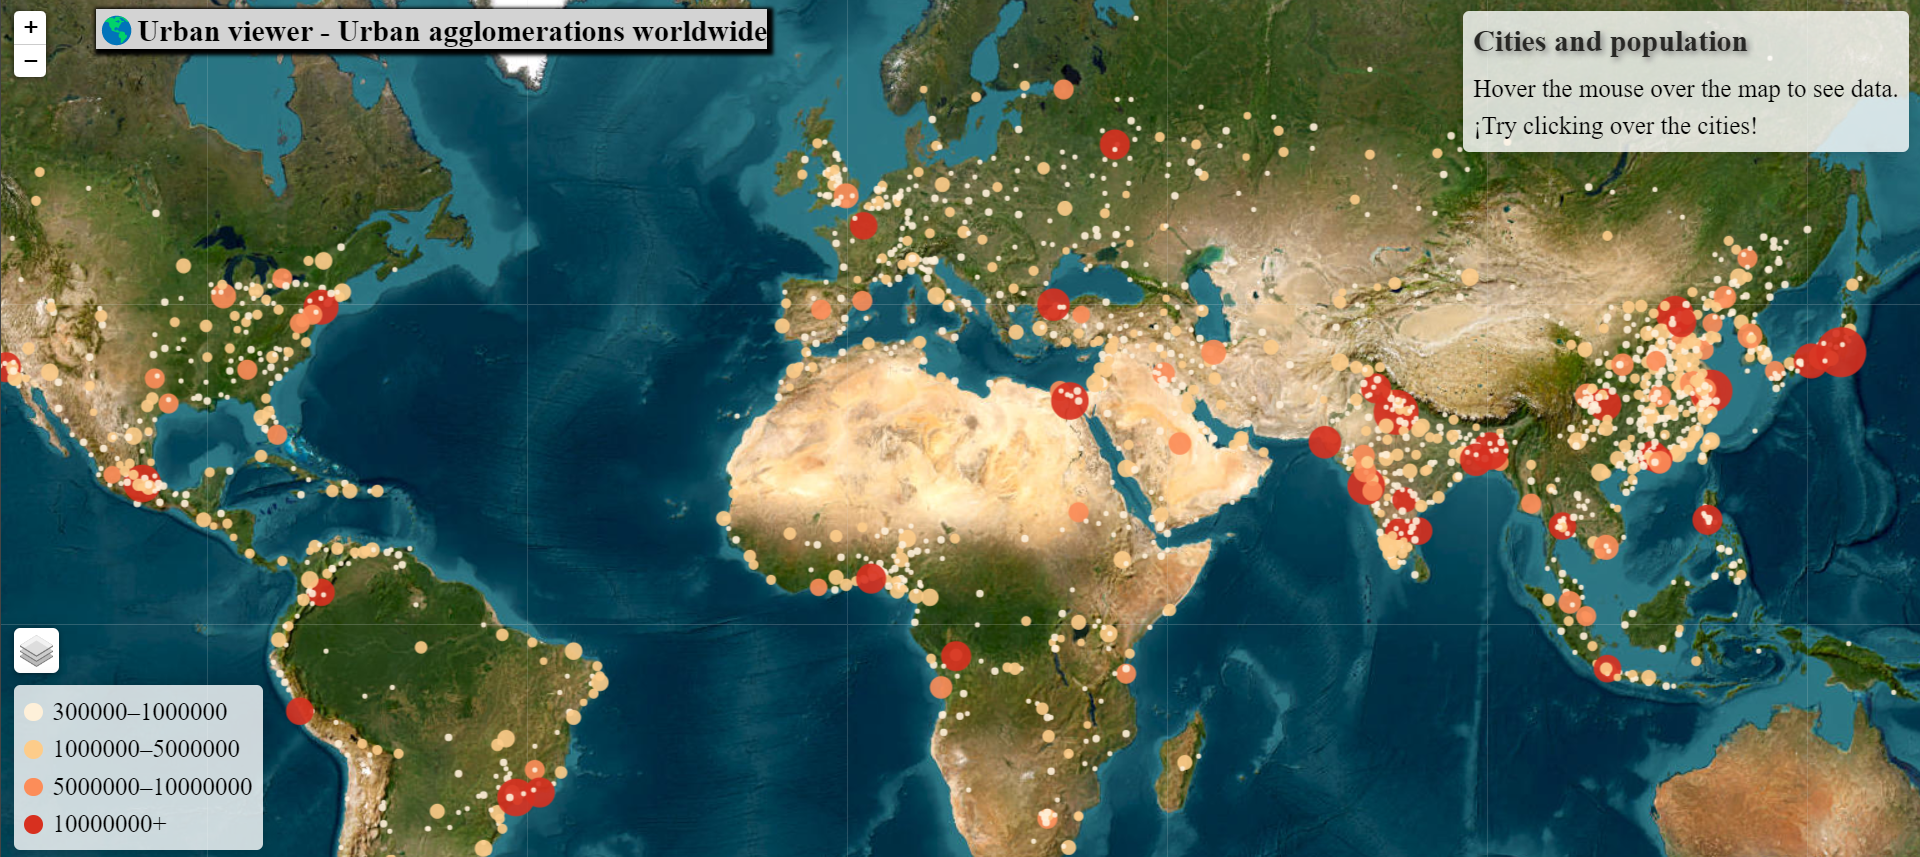 +
−
Urban viewer - Urban agglomerations worldwide
Cities and population
Hover the mouse over the map to see data.
¡Try clicking over the cities!
300000–1000000
1000000–5000000
5000000–10000000
10000000+